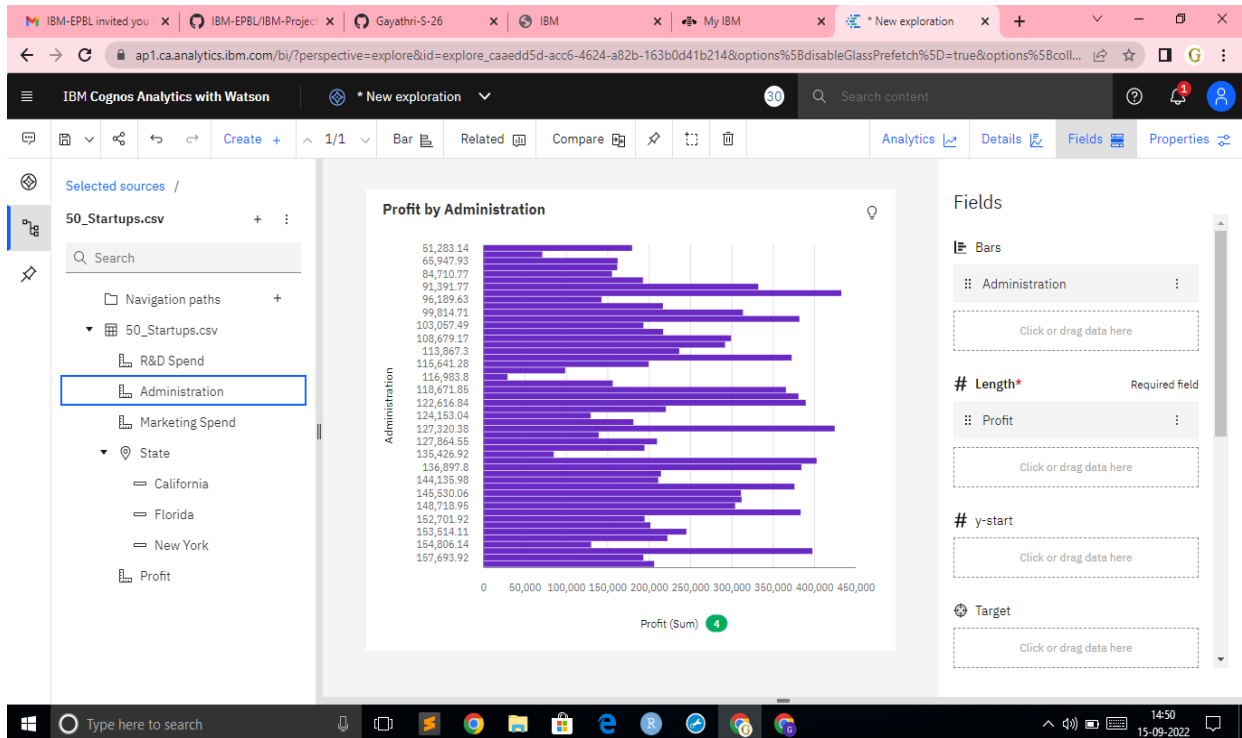 IBM-EPBL invited you
IBM-EPBL/IBM-Project
Gayathri-S-26
IBM
My IBM
* New exploration
ap1.ca.analytics.ibm.com/bi/?perspective=explore&id=explore_caaedd5d-acc6-4624-a82b-163b0d41b214&options%5BdisableGlassPrefetch%5D=true&options%5Bcoll...
G
IBM Cognos Analytics with Watson
* New exploration
30
Search content
1
Create +
1/1
Bar
Related
Compare
Analytics
Details
Fields
Properties
Selected sources /
50_Startups.csv
Search
Navigation paths
50_Startups.csv
R&D Spend
Administration
Marketing Spend
State
California
Florida
New York
Profit
Profit by Administration
Administration
51,283.14
65,947.93
84,710.77
91,391.77
96,189.63
99,814.71
103,057.49
108,679.17
113,867.3
115,641.28
116,983.8
118,671.85
122,616.84
124,153.04
127,320.38
127,864.55
135,426.92
136,897.8
144,135.98
145,530.06
148,718.95
152,701.92
153,514.11
154,806.14
157,693.92
0 50,000 100,000 150,000 200,000 250,000 300,000 350,000 400,000 450,000
Profit (Sum) 4
Fields
Bars
Administration
Click or drag data here
# Length* Required field
Profit
Click or drag data here
# y-start
Click or drag data here
Target
Click or drag data here
Type here to search
R
G
G
14:50
15-09-2022